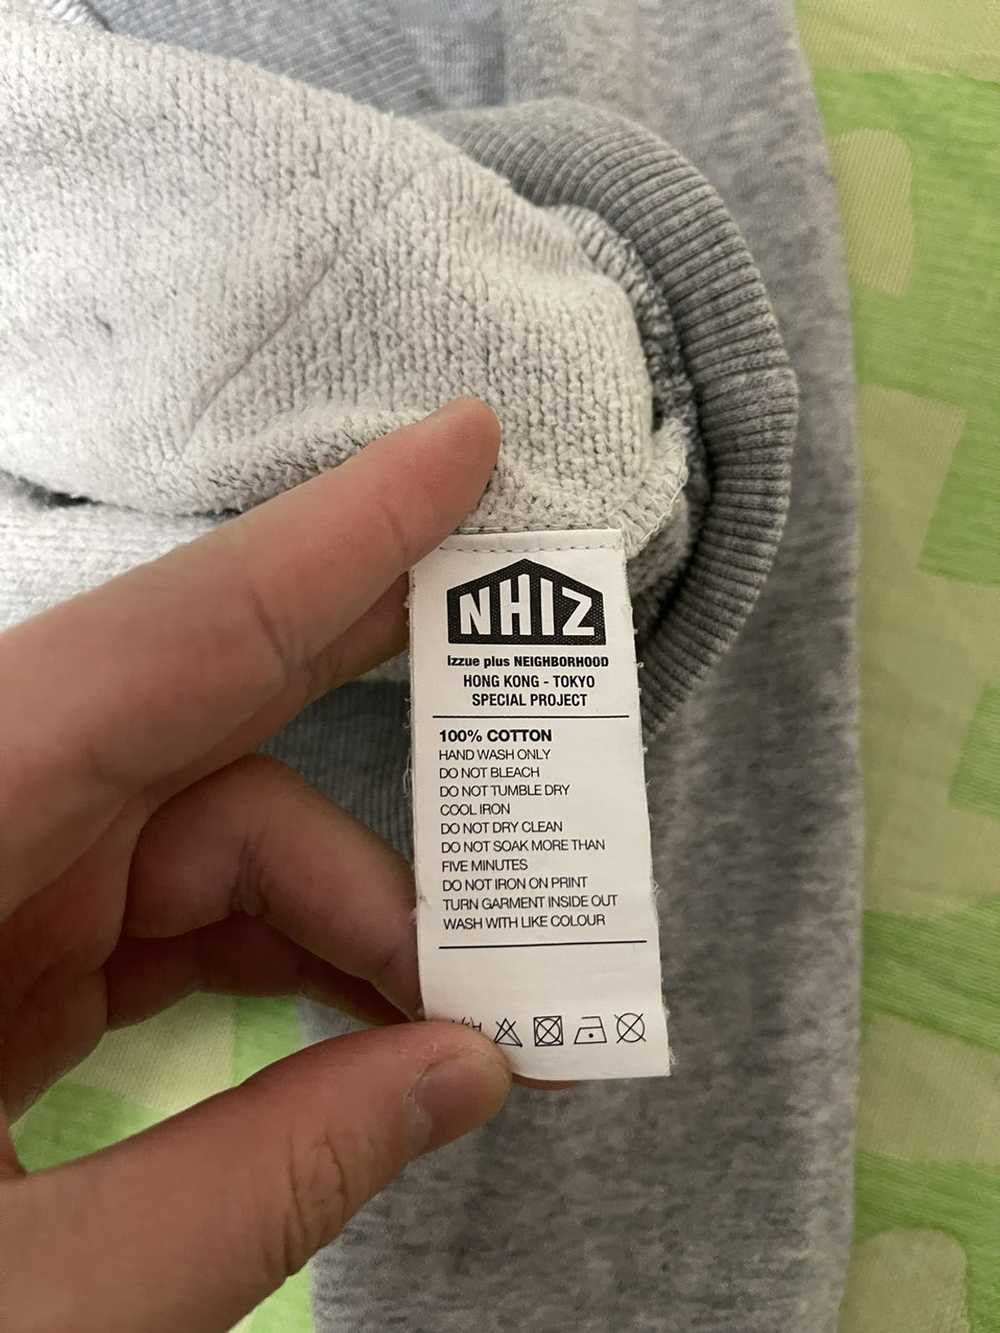 NHIZ
izzue plus NEIGHBORHOOD
HONG KONG - TOKYO
SPECIAL PROJECT
100% COTTON
HAND WASH ONLY
DO NOT BLEACH
DO NOT TUMBLE DRY
COOL IRON
DO NOT DRY CLEAN
DO NOT SOAK MORE THAN
FIVE MINUTES
DO NOT IRON ON PRINT
TURN GARMENT INSIDE OUT
WASH WITH LIKE COLOUR